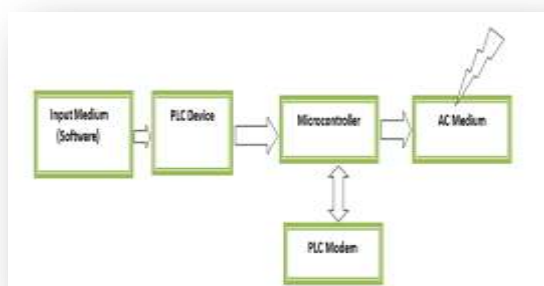 Input Medium
(Software)
PLC Device
Microcontroller
AC Medium
PLC Modem